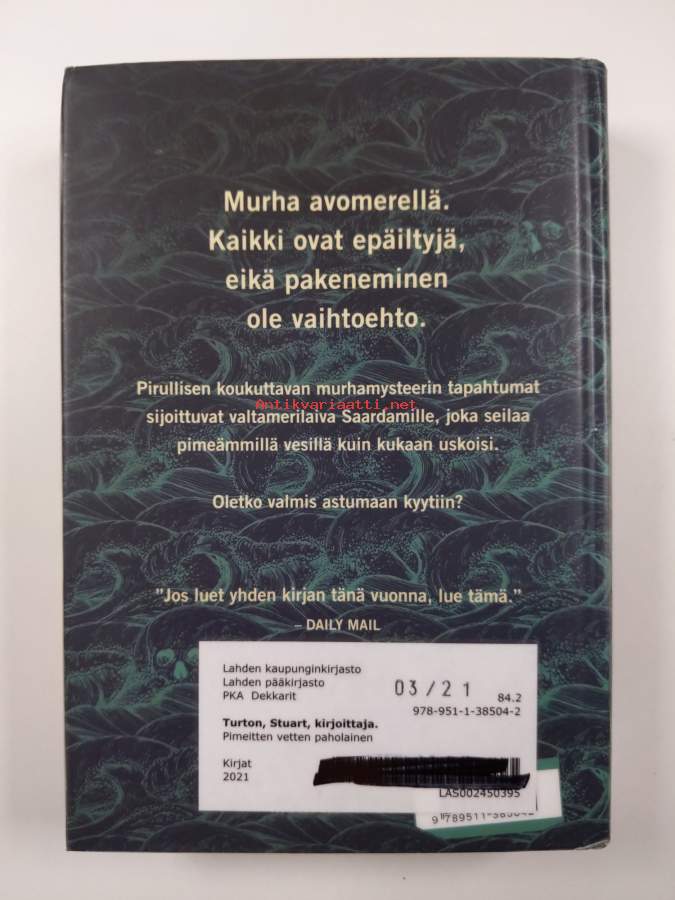 Murha avomerellä.
Kaikki ovat epäiltyjä,
eikä pakeneminen
ole vaihtoehto.
Pirullisen koukuttavan murhamysteerin tapahtumat
Antikvariaatti.net
sijoittuvat valtamerilaiva Saardamille, joka seilaa
pimeämmillä vesillä kuin kukaan uskoisi.
Oletko valmis astumaan kyytiin?
"Jos luet yhden kirjan tänä vuonna, lue tämä."
– DAILY MAIL
Lahden kaupunginkirjasto
Lahden pääkirjasto
PKA Dekkarit
03/21
84.2
978-951-1-38504-2
Turton, Stuart, kirjoittaja.
Pimeitten vetten paholainen
Kirjat
2021
LAS002450395
9 789511 385042